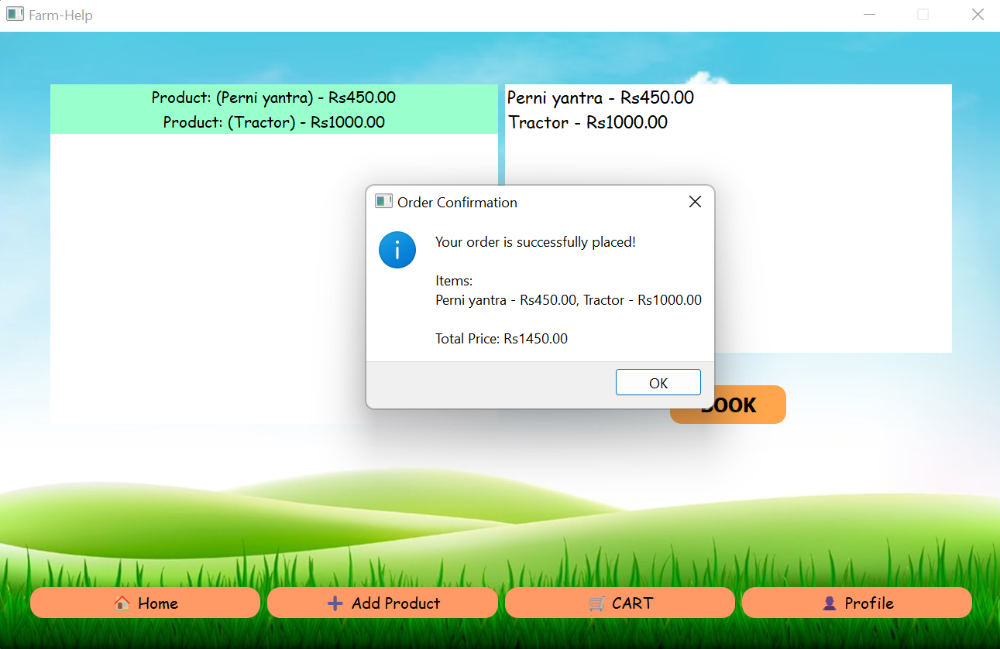 Farm-Help
Product: (Perni yantra) - Rs450.00
Product: (Tractor) - Rs1000.00
Perni yantra - Rs450.00
Tractor - Rs1000.00
Order Confirmation
Your order is successfully placed!
Items:
Perni yantra - Rs450.00, Tractor - Rs1000.00
Total Price: Rs1450.00
OK
BOOK
Home
Add Product
CART
Profile